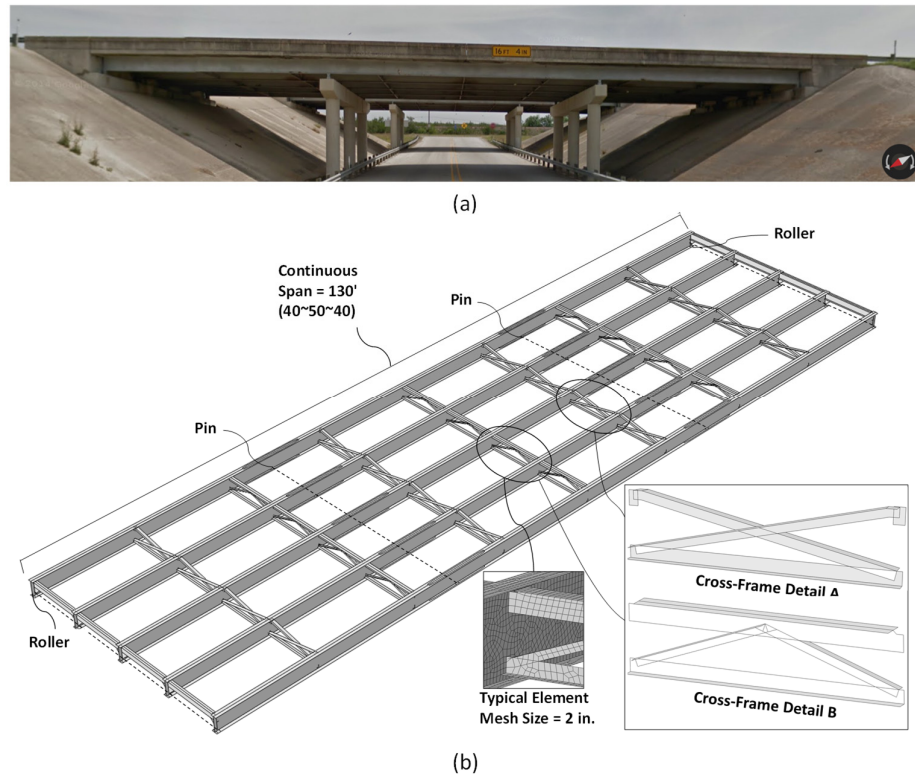 16 FT 4 IN
(a)
Roller
Continuous
Span = 130'
(40~50~40)
Pin
Pin
Roller
Cross-Frame Detail A
Typical Element
Mesh Size = 2 in.
Cross-Frame Detail B
(b)